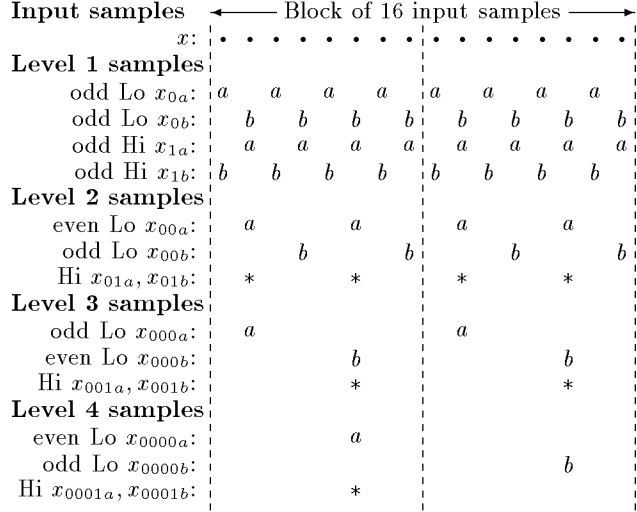 Input samples ← Block of 16 input samples →
x: • • • • • • • • • • • • • • • •
Level 1 samples
odd Lo x₀ₐ: a a a a a a a a
odd Lo x₀b: b b b b b b b b
odd Hi x₁ₐ: a a a a a a a a
odd Hi x₁b: b b b b b b b b
Level 2 samples
even Lo x₀₀ₐ: a a a a
odd Lo x₀₀b: b b b b
Hi x₀₁ₐ, x₀₁b: * * * *
Level 3 samples
odd Lo x₀₀₀ₐ: a a
even Lo x₀₀₀b: b b
Hi x₀₀₁ₐ, x₀₀₁b: * *
Level 4 samples
even Lo x₀₀₀₀ₐ: a
odd Lo x₀₀₀₀b: b
Hi x₀₀₀₁ₐ, x₀₀₀₁b: *